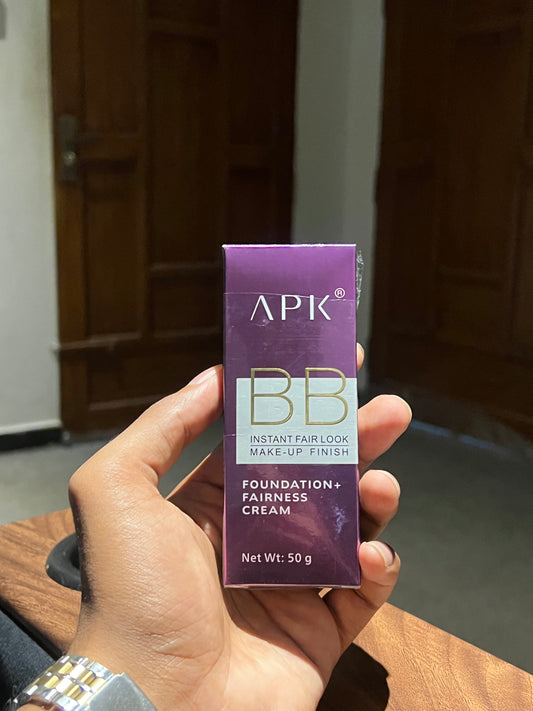 APK®
BB
INSTANT FAIR LOOK
MAKE-UP FINISH
FOUNDATION+
FAIRNESS
CREAM
Net Wt: 50 g